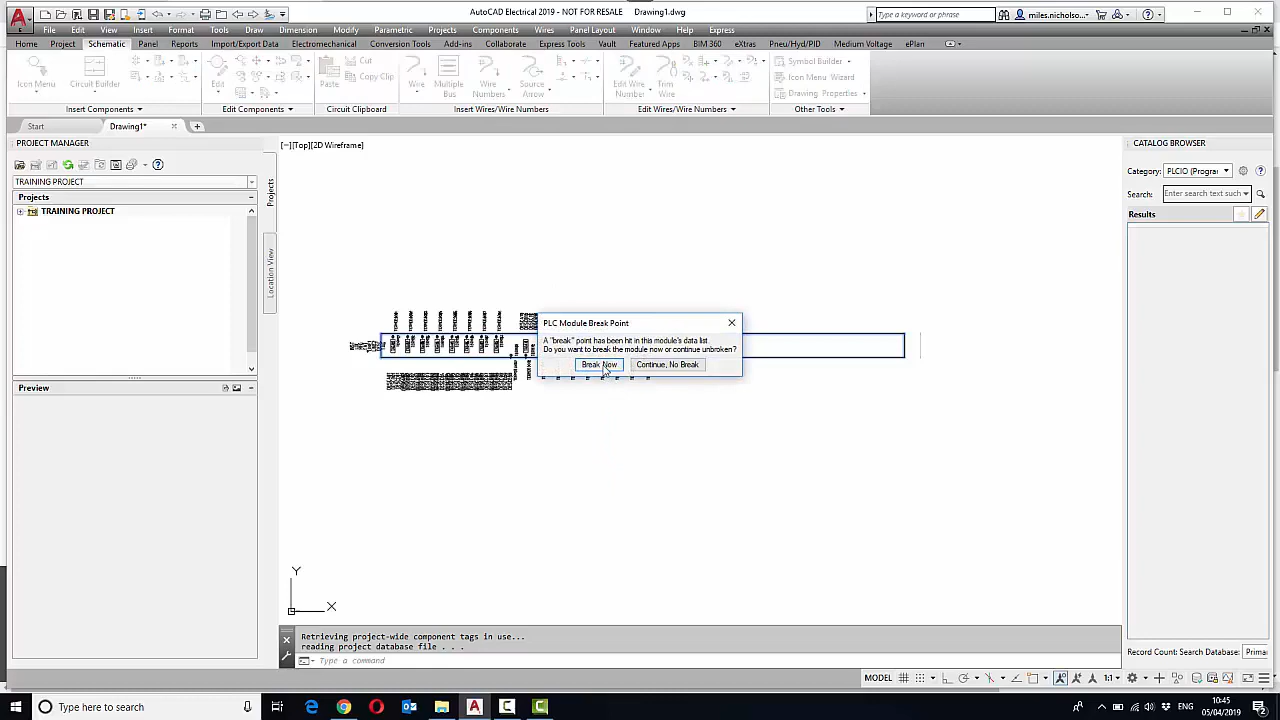 AutoCAD Electrical 2019 - NOT FOR RESALE    Drawing1.dwg
Type a keyword or phrase
miles.nicholso...
File Edit View Insert Format Tools Draw Dimension Modify Parametric Projects Components Wires Panel Layout Window Help Express
Home Project Schematic Panel Reports Import/Export Data Electromechanical Conversion Tools Add-ins Collaborate Express Tools Vault Featured Apps BIM 360 eXtras Pneu/Hyd/PID Medium Voltage ePlan
Icon Menu
Circuit Builder
Edit
Paste
Cut
Copy Clip
Wire
Multiple Bus
Wire Numbers
Source Arrow
Edit Wire Number
Trim Wire
Symbol Builder
Icon Menu Wizard
Drawing Properties
Insert Components
Edit Components
Circuit Clipboard
Insert Wires/Wire Numbers
Edit Wires/Wire Numbers
Other Tools
Start
Drawing1*
PROJECT MANAGER
TRAINING PROJECT
Projects
TRAINING PROJECT
Projects
Location View
Preview
[−][Top][2D Wireframe]
PLC Module Break Point
A "break" point has been hit in this module's data list.
Do you want to break the module now or continue unbroken?
Break Now
Continue, No Break
Y
X
CATALOG BROWSER
Category: PLCIO (Progra
Search: Enter search text such
Results
Record Count: Search Database: Prima
Retrieving project-wide component tags in use...
reading project database file . . .
Type a command
MODEL
1:1
Type here to search
10:45
05/04/2019